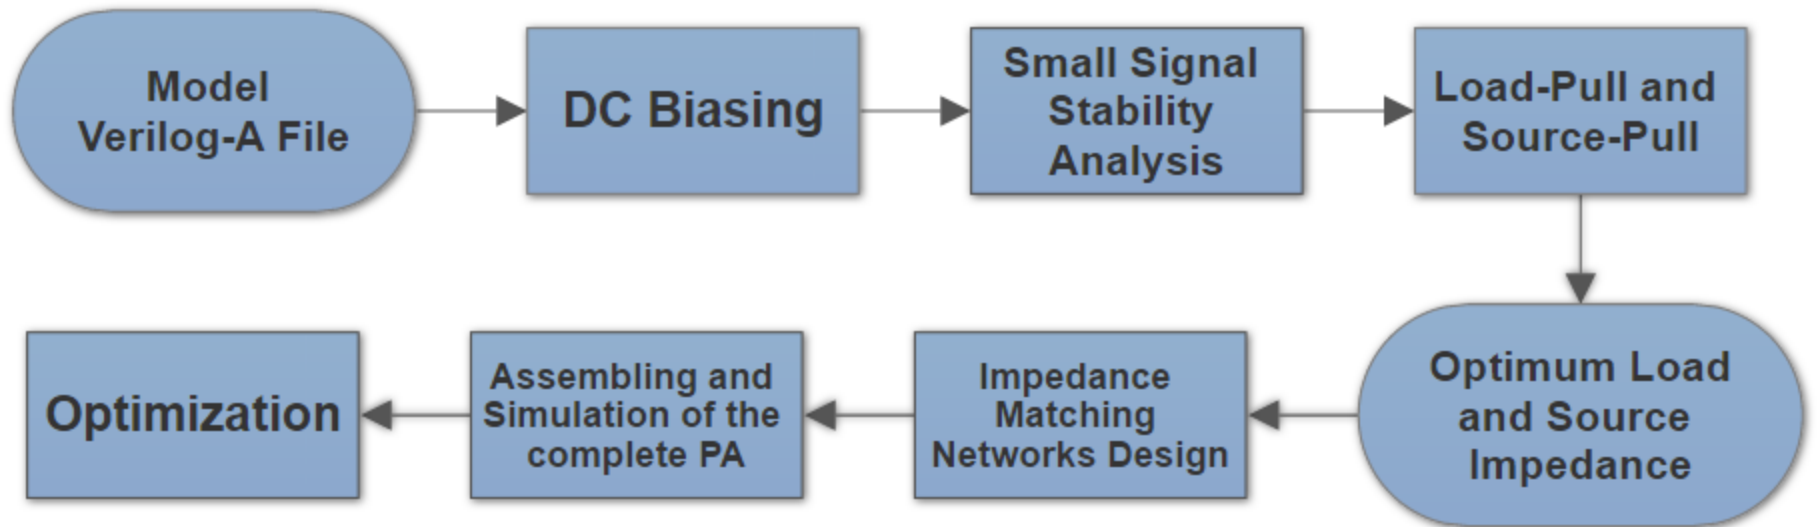 Model
Verilog-A File
DC Biasing
Small Signal
Stability
Analysis
Load-Pull and
Source-Pull
Optimum Load
and Source
Impedance
Impedance
Matching
Networks Design
Assembling and
Simulation of the
complete PA
Optimization